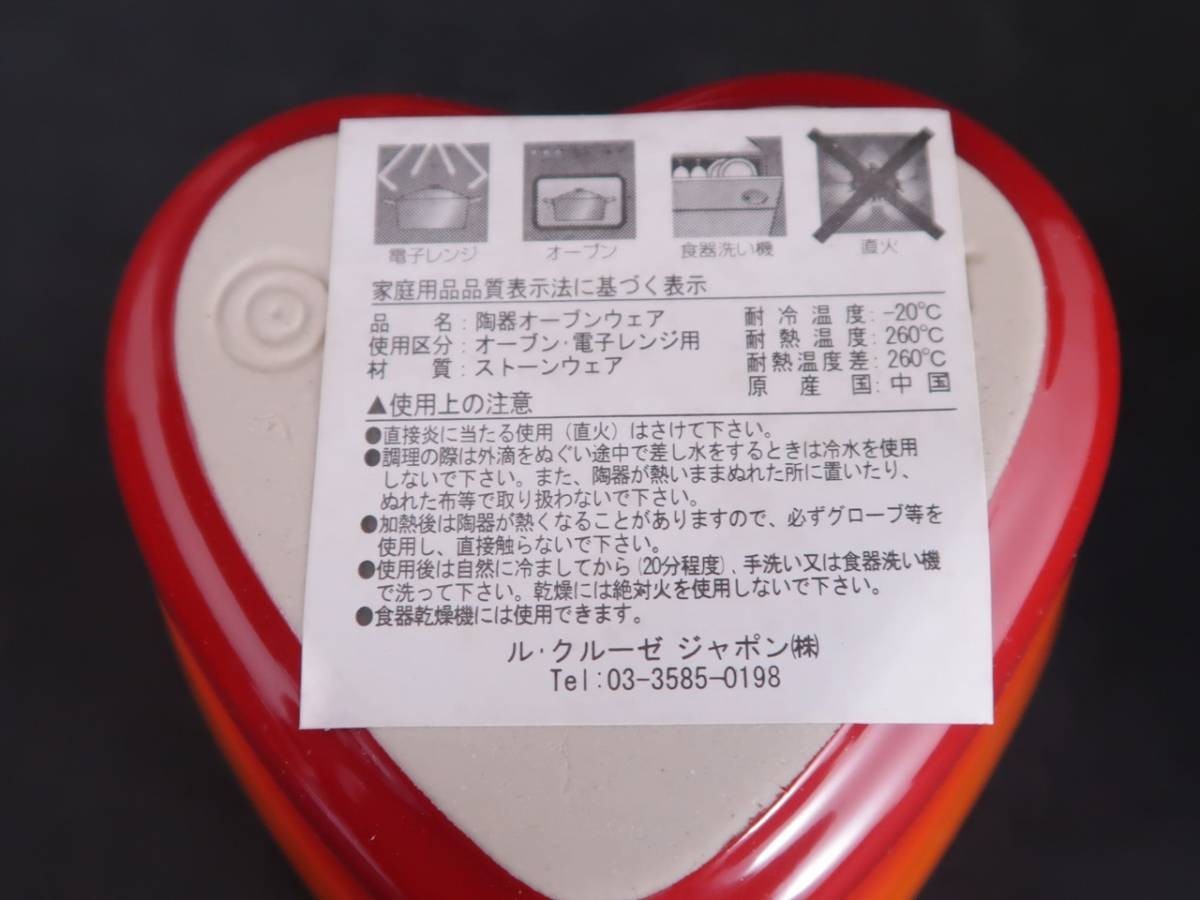 電子レンジ オーブン 食器洗い機 直火
家庭用品品質表示法に基づく表示
品名:陶器オーブンウェア 耐冷温度:-20℃
使用区分:オーブン·電子レンジ用 耐熱温度:260℃
材質:ストーンウェア 耐熱温度差:260℃
原産国:中国
▲使用上の注意
●直接炎に当たる使用(直火)はさけて下さい。
●調理の際は外滴をぬぐい途中で差し水をするときは冷水を使用
しないで下さい。また、陶器が熱いままぬれた所に置いたり、
ぬれた布等で取り扱わないで下さい。
●加熱後は陶器が熱くなることがありますので、必ずグローブ等を
使用し、直接触らないで下さい。
●使用後は自然に冷ましてから(20分程度)、手洗い又は食器洗い機
で洗って下さい。乾燥には絶対火を使用しないで下さい。
●食器乾燥機には使用できます。
ル·クルーゼ ジャポン㈱
Tel:03-3585-0198